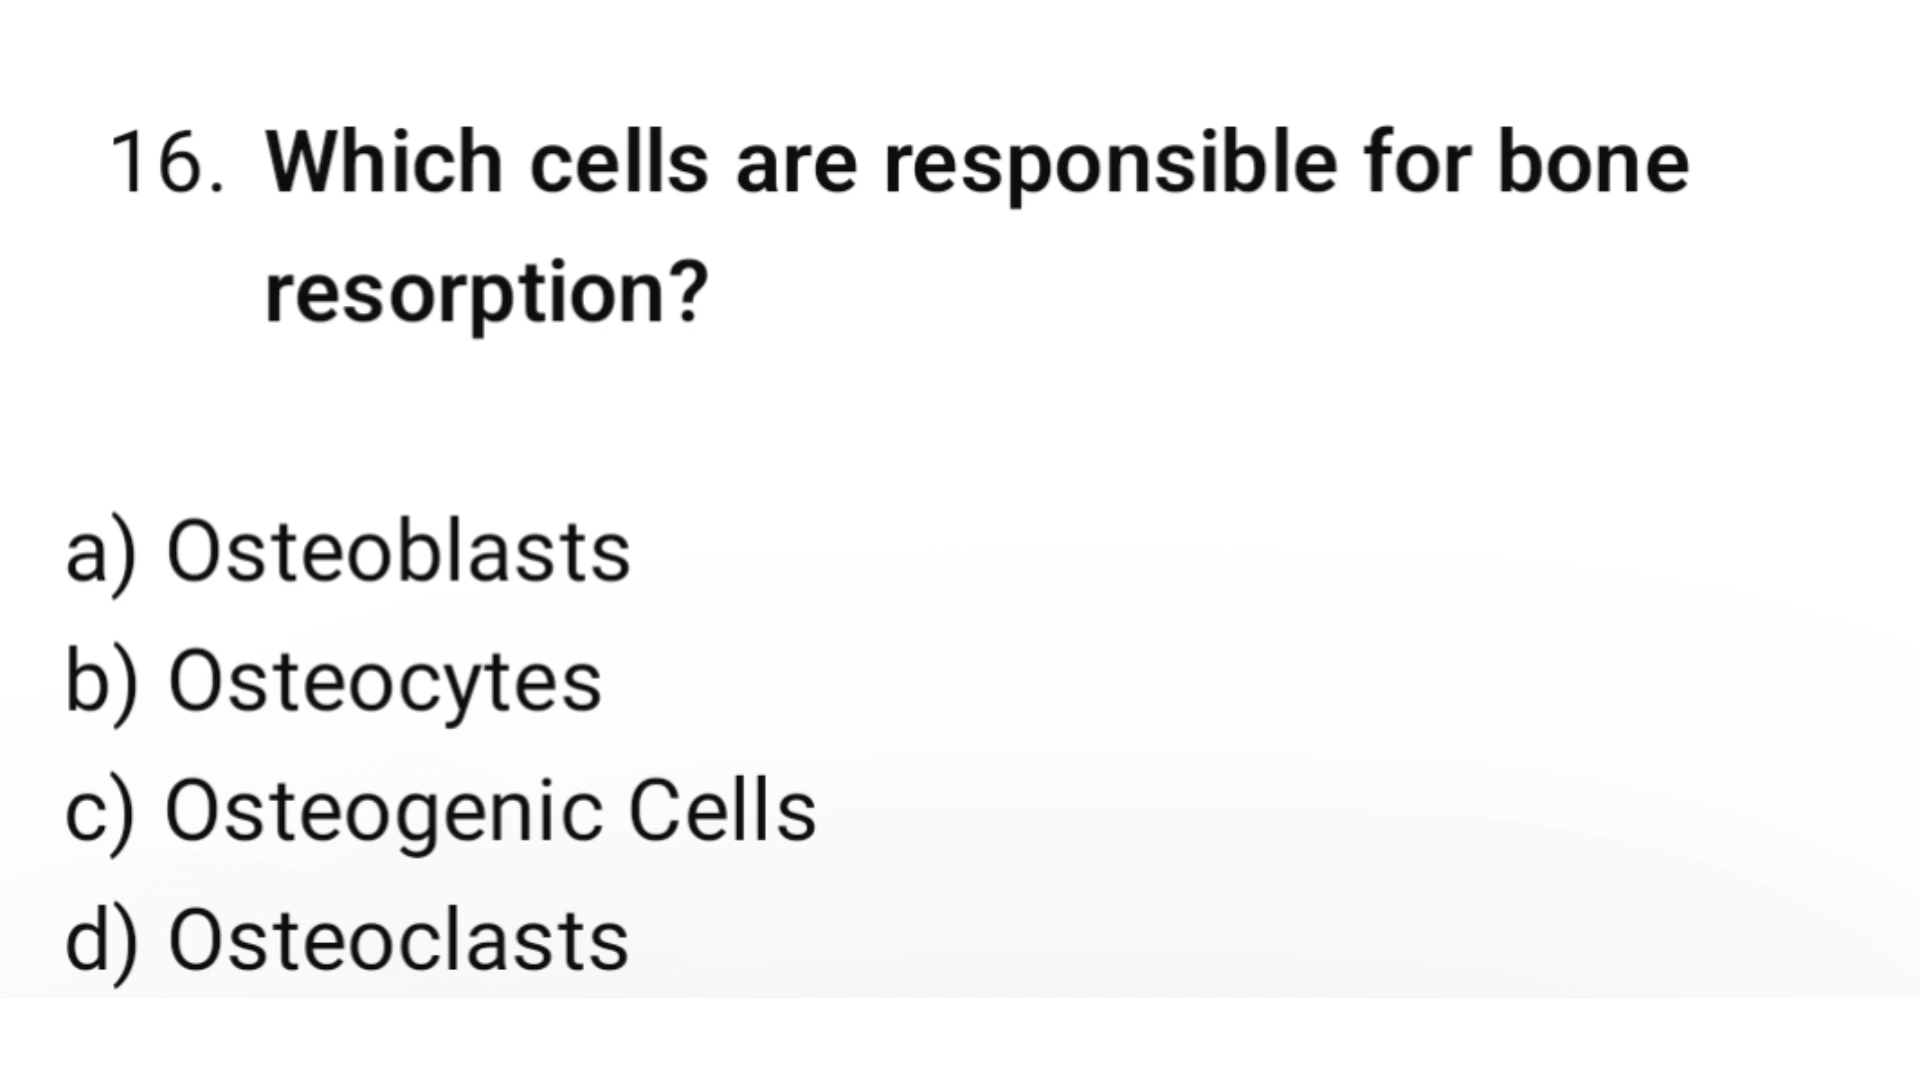 16. Which cells are responsible for bone
resorption?
a) Osteoblasts
b) Osteocytes
c) Osteogenic Cells
d) Osteoclasts